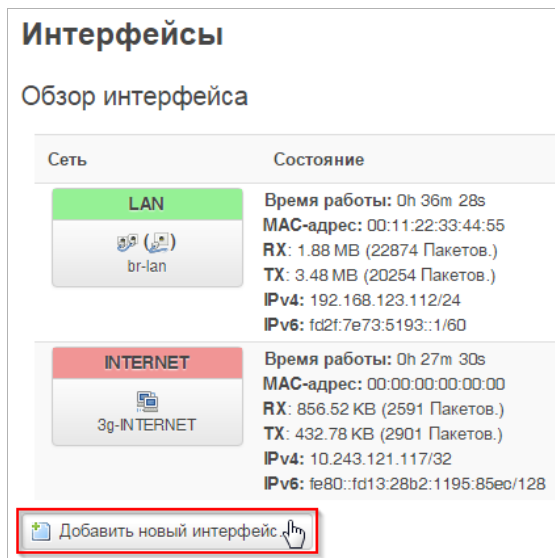 Интерфейсы
Обзор интерфейса
Сеть
Состояние
LAN
br-lan
Время работы: 0h 36m 28s
MAC-адрес: 00:11:22:33:44:55
RX: 1.88 MB (22874 Пакетов.)
TX: 3.48 MB (20254 Пакетов.)
IPv4: 192.168.123.112/24
IPv6: fd2f:7e73:5193::1/60
INTERNET
3g-INTERNET
Время работы: 0h 27m 30s
MAC-адрес: 00:00:00:00:00:00
RX: 856.52 KB (2591 Пакетов.)
TX: 432.78 KB (2901 Пакетов.)
IPv4: 10.243.121.117/32
IPv6: fe80::fd13:28b2:1195:85ec/128
Добавить новый интерфейс...